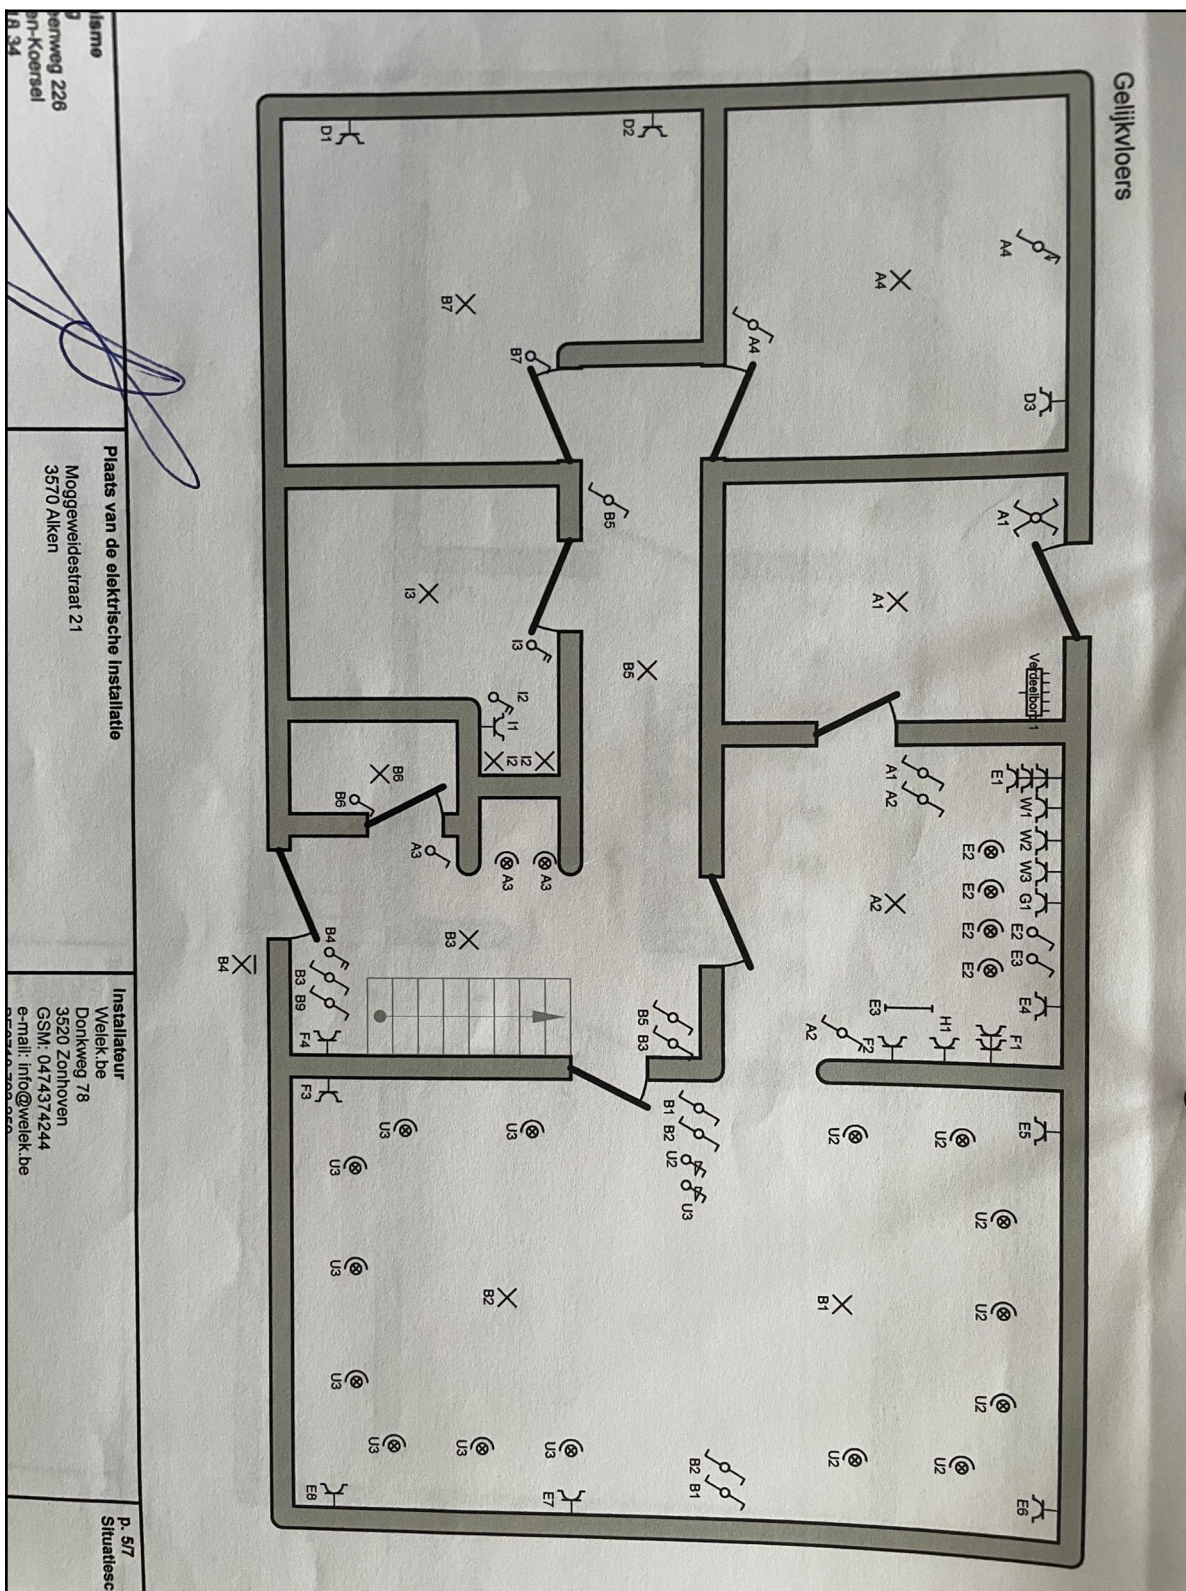 Gelijkvloers
D1
D2
A4
A4
B7
B7
A4
D3
B5
A1
I3
A1
I3
B5
Verdeelbord 1
I2
I1
I2
I2
B6
B6
A1
A2
E1
W1
W2
W3
G1
E2
E2
E2
E2
E2
E3
E4
A3
A3
A3
A2
B3
B4
B4
B3
B9
F4
B5
B3
A2
E3
F2
H1
F1
F3
E5
B1
B2
U2
U3
U3
U3
U3
U3
U3
U3
U3
U3
U2
U2
U2
U2
U2
U2
U2
B2
B1
B2
B1
E8
E7
E6
isme
enweg 226
en-Koersel
18 34
Plaats van de elektrische installatie
Moggeweidestraat 21
3570 Alken
Installateur
Welek.be
Donkweg 78
3520 Zonhoven
GSM: 0474374244
e-mail: info@welek.be
p. 5/7
Situatiesc